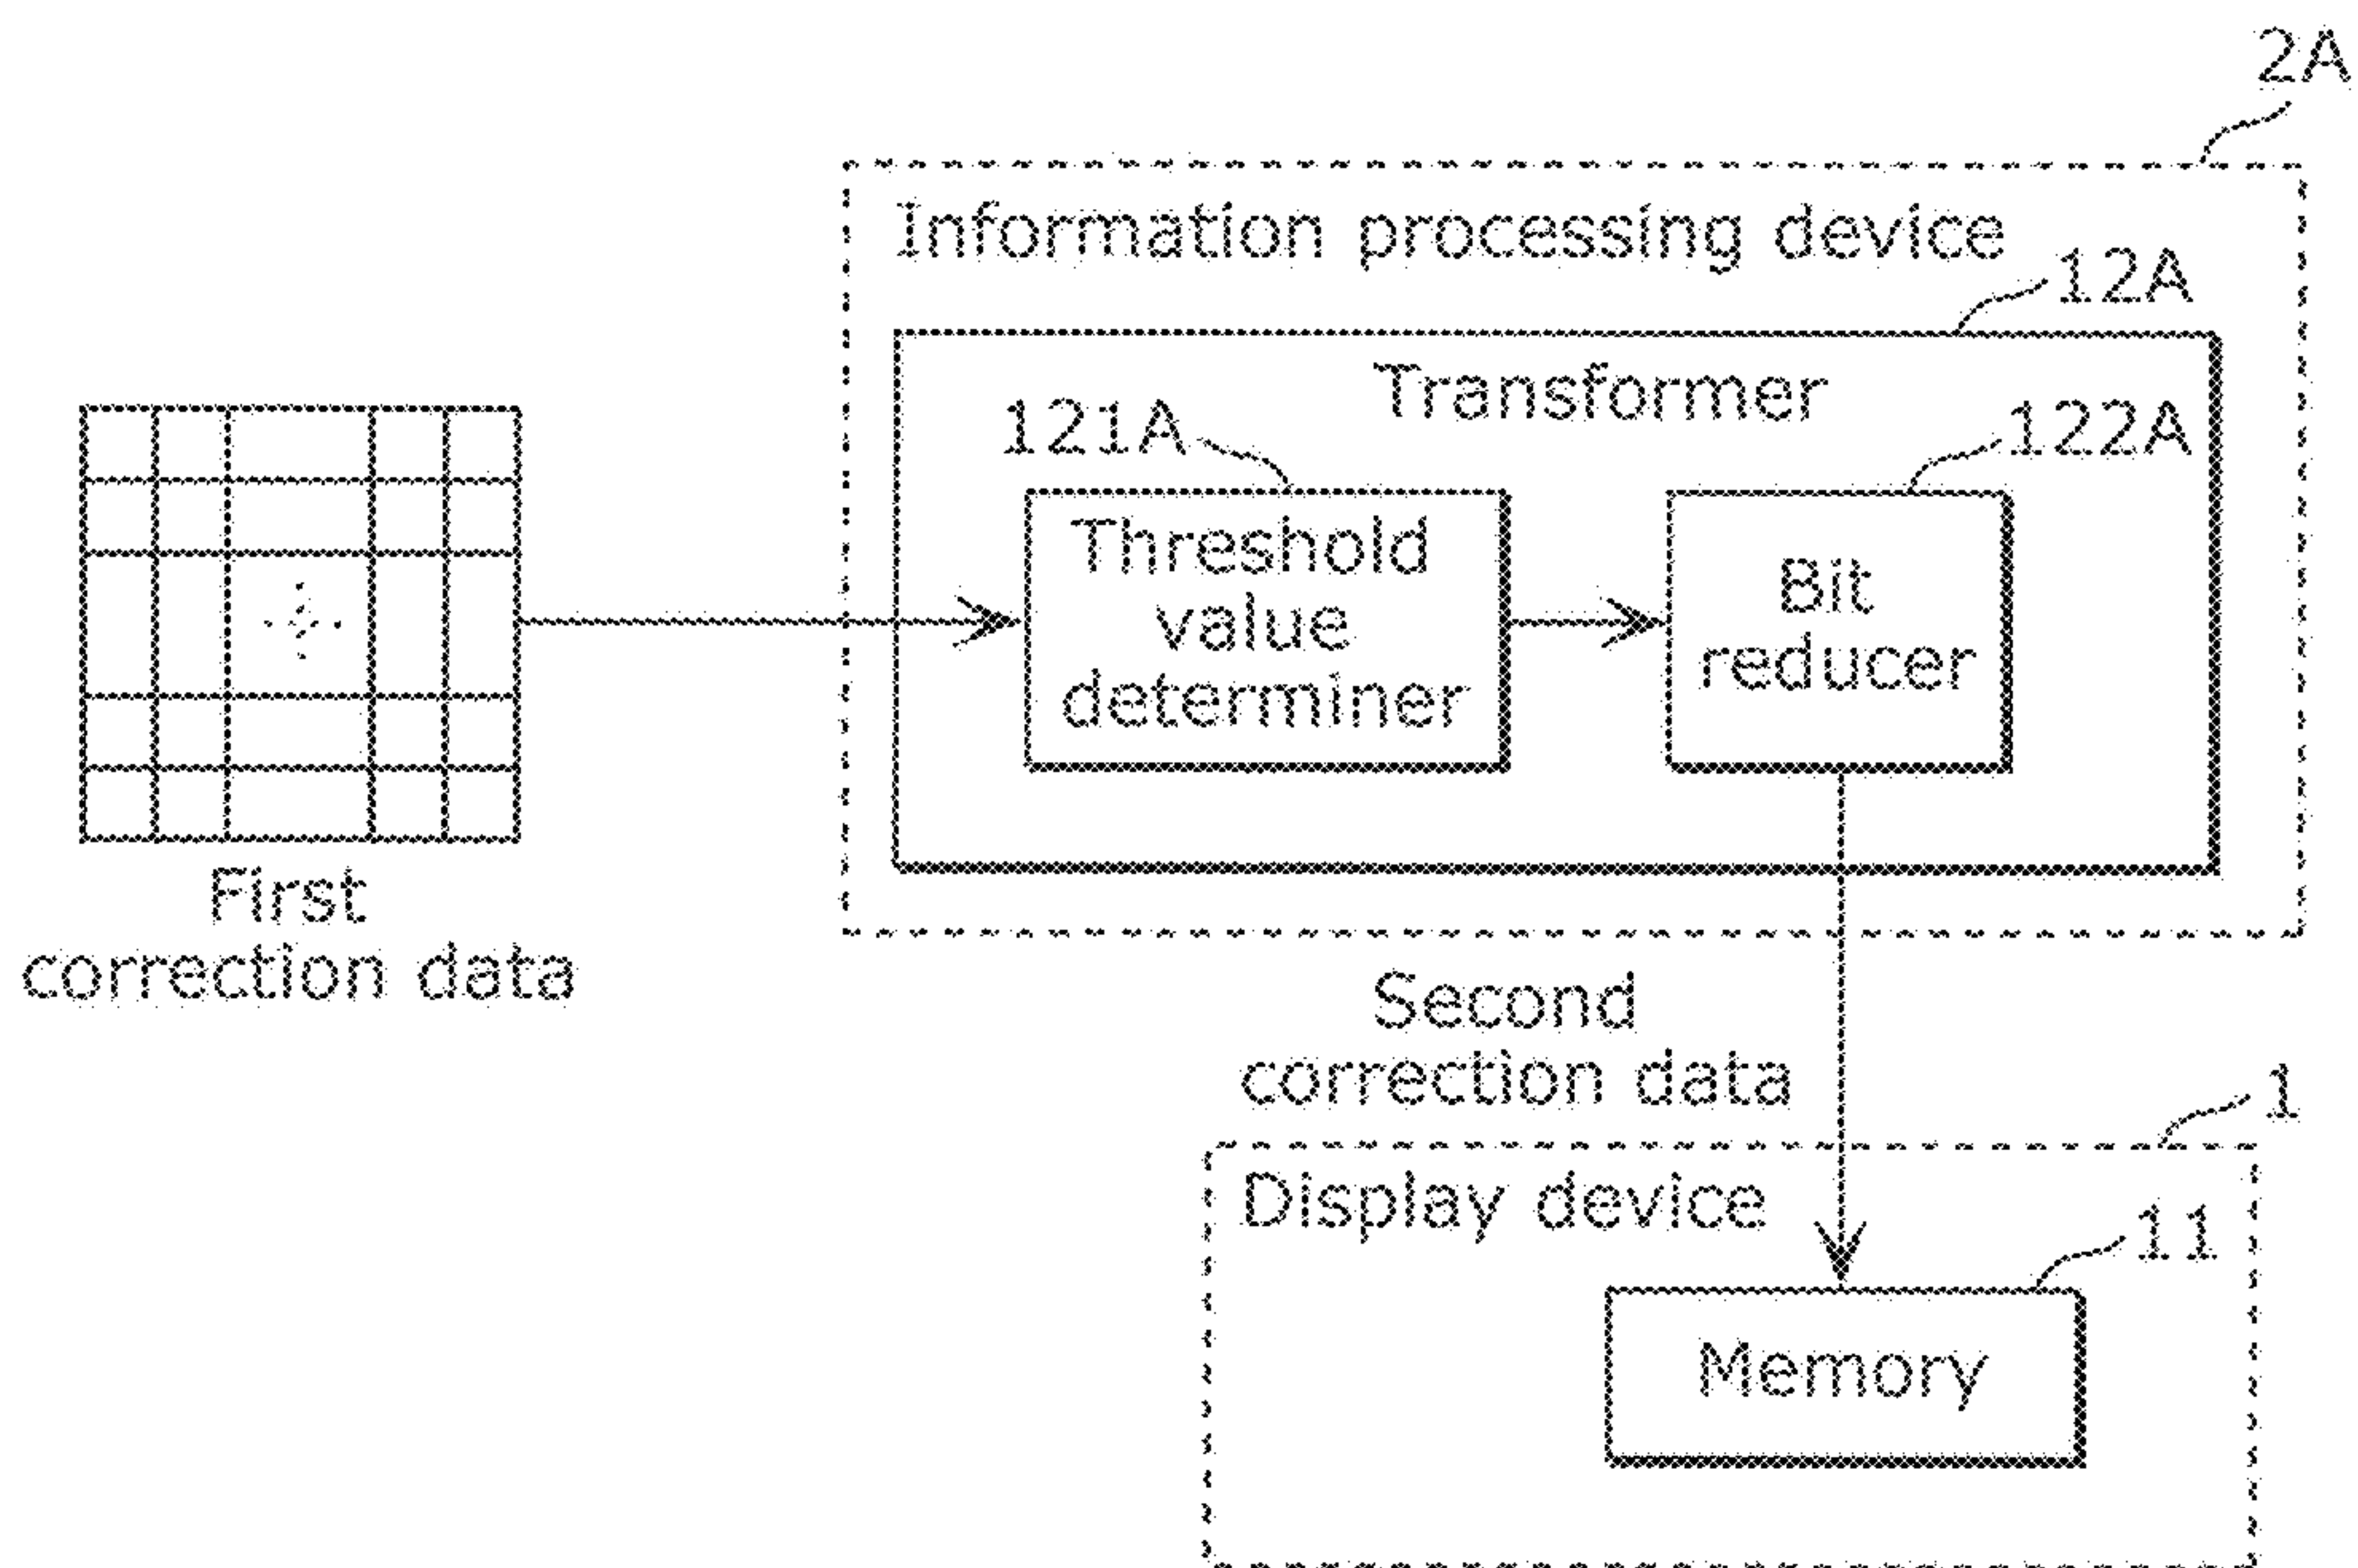 2A
Information processing device
12A
Transformer
121A
122A
Threshold
value
determiner
Bit
reducer
First
correction data
Second
correction data
1
Display device
11
Memory